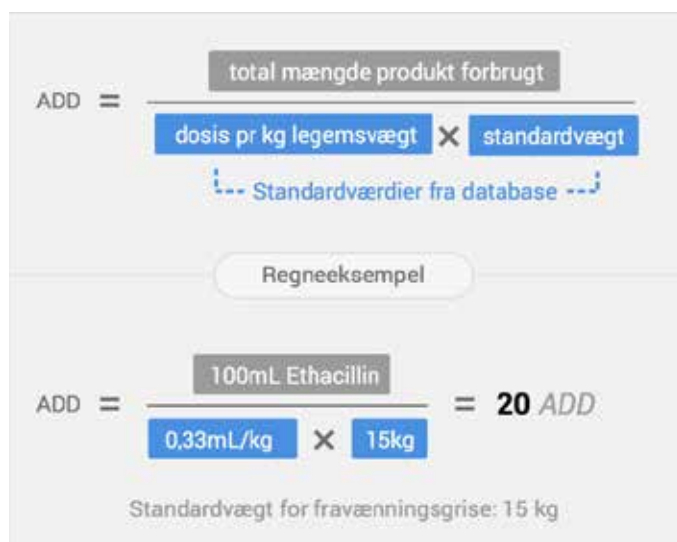 total mængde produkt forbrugt
ADD =
dosis pr kg legemsvægt × standardvægt
Standardværdier fra database
Regneeksempel
100mL Ethacillin
ADD = = 20 ADD
0,33mL/kg × 15kg
Standardvægt for fravænningsgrise: 15 kg